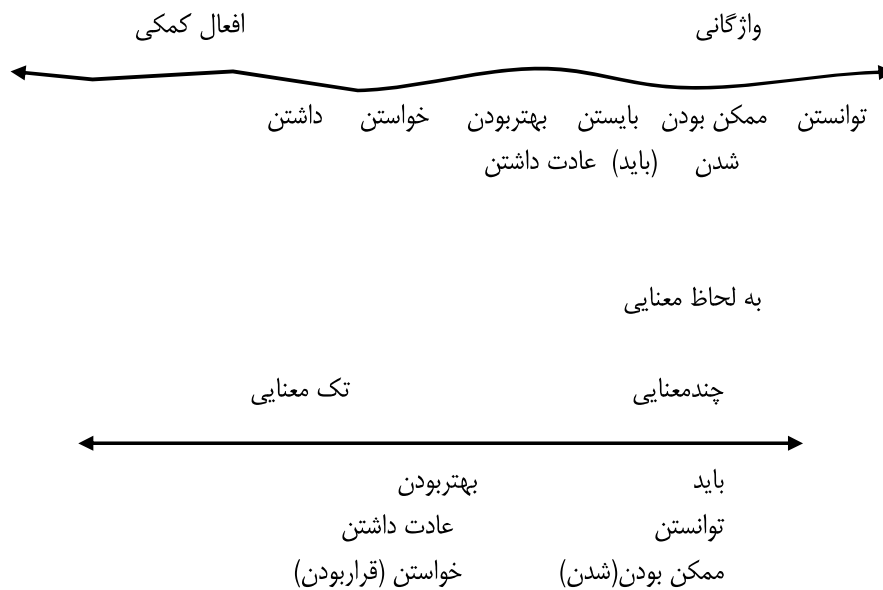 واژگانی افعال کمکی
توانستن ممکن بودن بایستن بهتربودن خواستن داشتن
شدن (باید) عادت داشتن
به لحاظ معنایی
چندمعنایی تک معنایی
باید بهتربودن
توانستن عادت داشتن
ممکن بودن(شدن) خواستن (قراربودن)